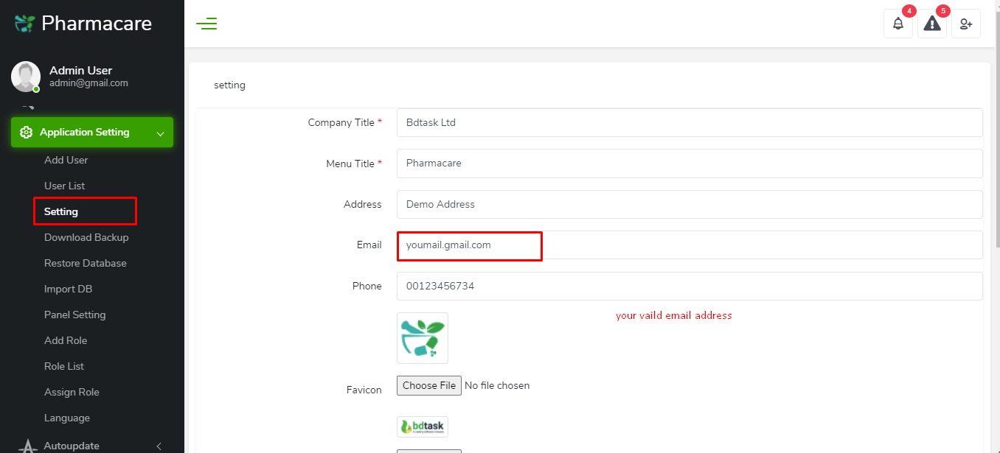 Pharmacare
4
5
Admin User
admin@gmail.com
Application Setting
Add User
User List
Setting
Download Backup
Restore Database
Import DB
Panel Setting
Add Role
Role List
Assign Role
Language
Autoupdate
setting
Company Title * Bdtask Ltd
Menu Title * Pharmacare
Address Demo Address
Email youmail.gmail.com
Phone 00123456734
your vaild email address
Favicon Choose File No file chosen
bdtask